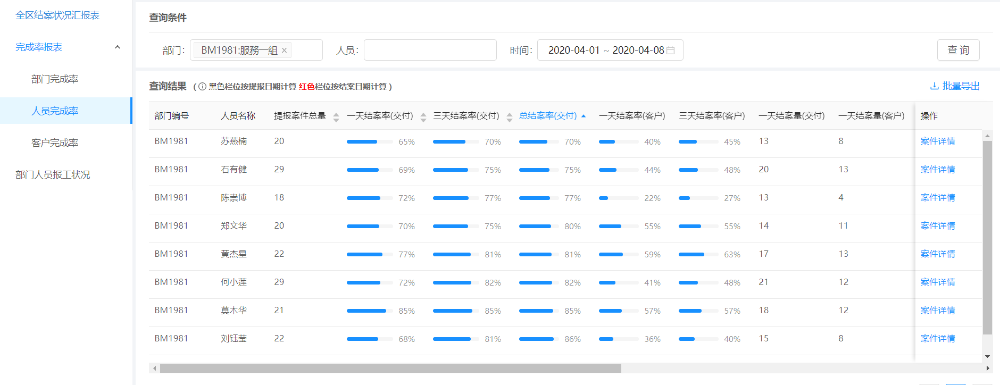 全区结案状况汇报表
完成率报表
部门完成率
人员完成率
客户完成率
部门人员报工状况
查询条件
部门: BM1981:服務一組 × 人员: 时间: 2020-04-01 ~ 2020-04-08 查 询
查询结果 ( 黑色栏位按提报日期计算 红色栏位按结案日期计算 ) 批量导出
部门编号 人员名称 提报案件总量 一天结案率(交付) 三天结案率(交付) 总结案率(交付) 一天结案率(客户) 三天结案率(客户) 一天结案量(交付) 一天结案量(客户) 操作
BM1981 苏燕楠 20 65% 70% 70% 40% 45% 13 8 案件详情
BM1981 石有健 29 69% 75% 75% 44% 48% 20 13 案件详情
BM1981 陈崇博 18 72% 77% 77% 22% 27% 13 4 案件详情
BM1981 郑文华 20 70% 75% 80% 55% 55% 14 11 案件详情
BM1981 黄杰星 22 77% 81% 81% 59% 63% 17 13 案件详情
BM1981 何小莲 29 72% 82% 82% 41% 48% 21 12 案件详情
BM1981 莫木华 21 85% 85% 85% 57% 57% 18 12 案件详情
BM1981 刘钰莹 22 68% 81% 86% 36% 40% 15 8 案件详情